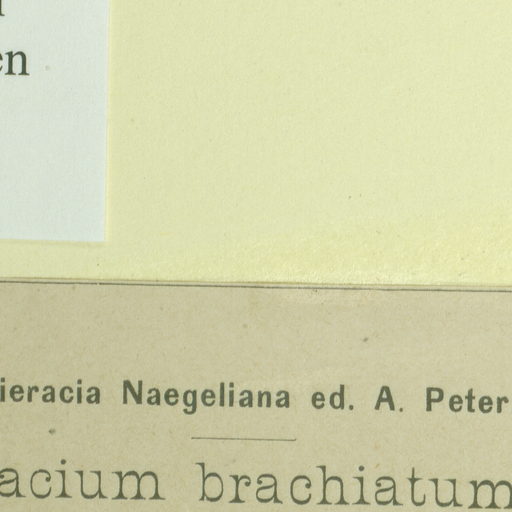 en
ieracia Naegeliana ed. A. Peter
acium brachiatum